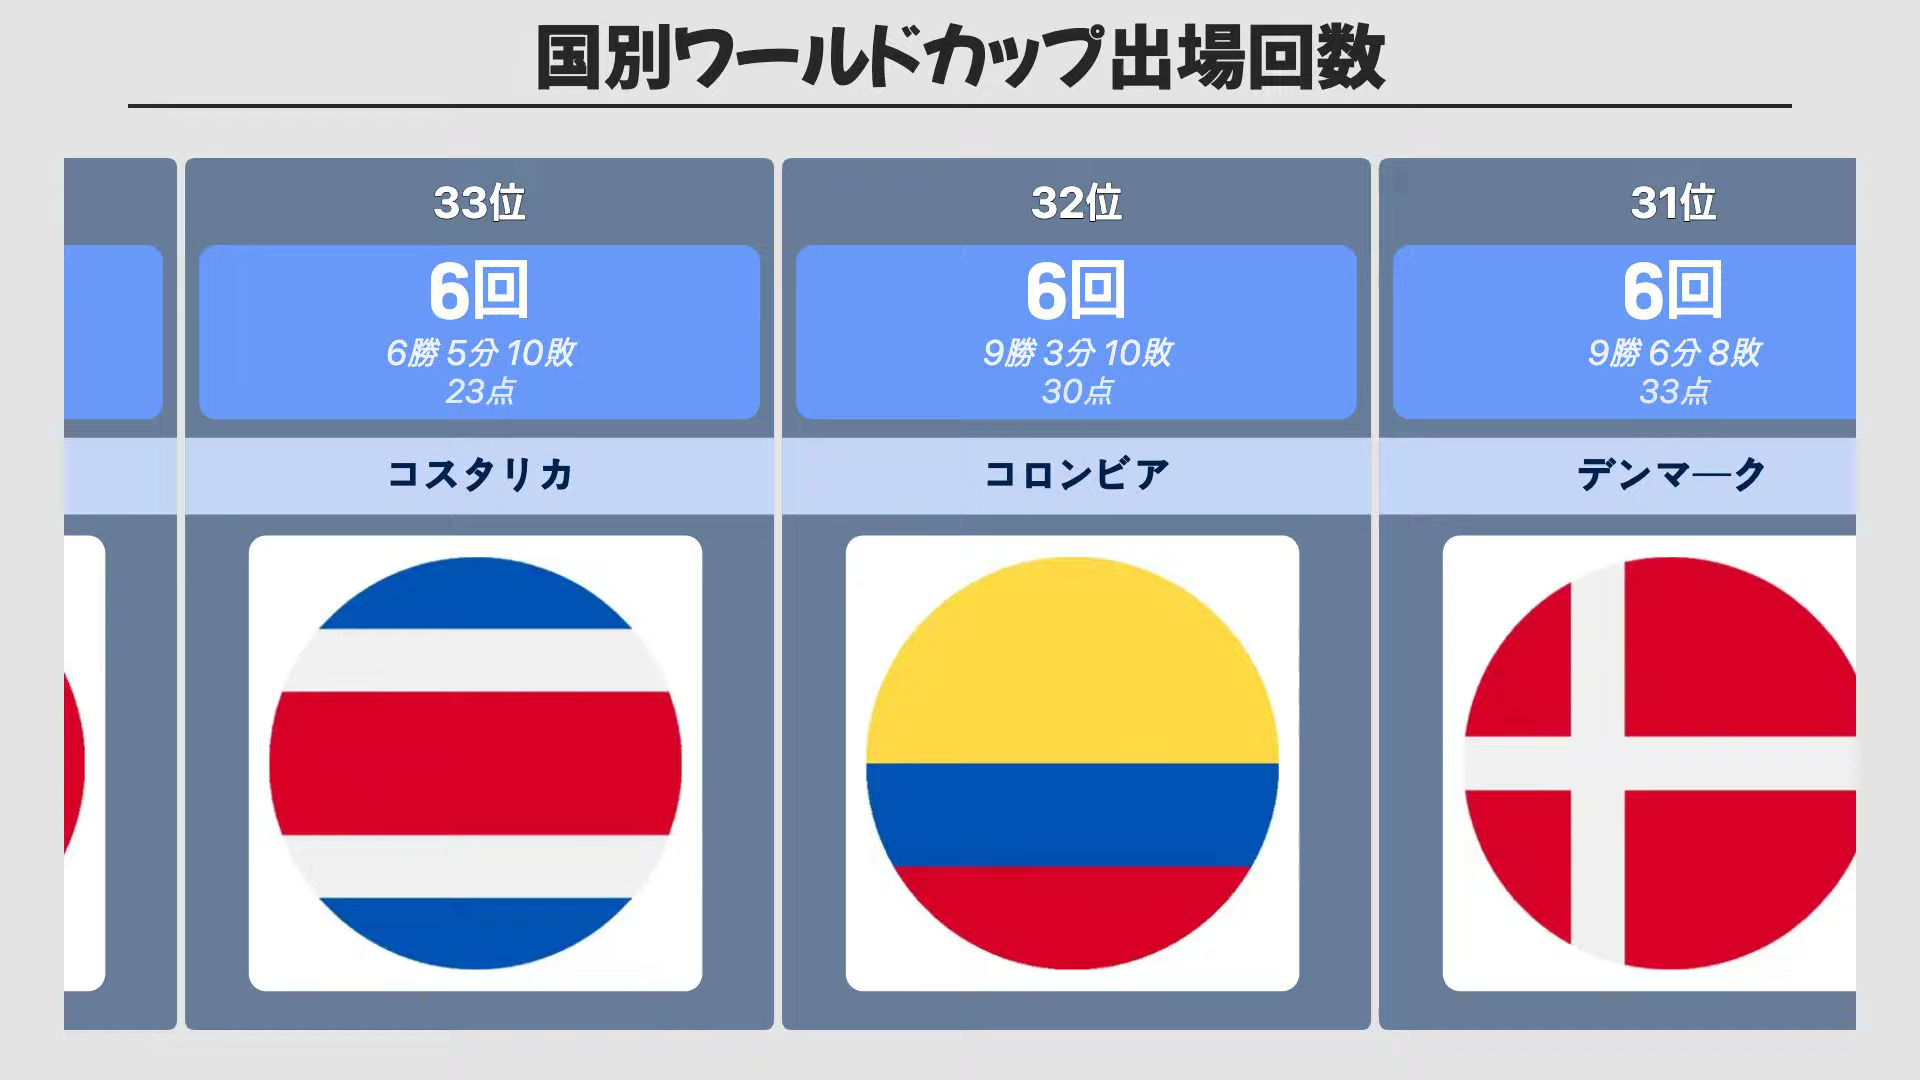 国別ワールドカップ出場回数
33位
6回
6勝 5分 10敗
23点
コスタリカ
32位
6回
9勝 3分 10敗
30点
コロンビア
31位
6回
9勝 6分 8敗
33点
デンマーク